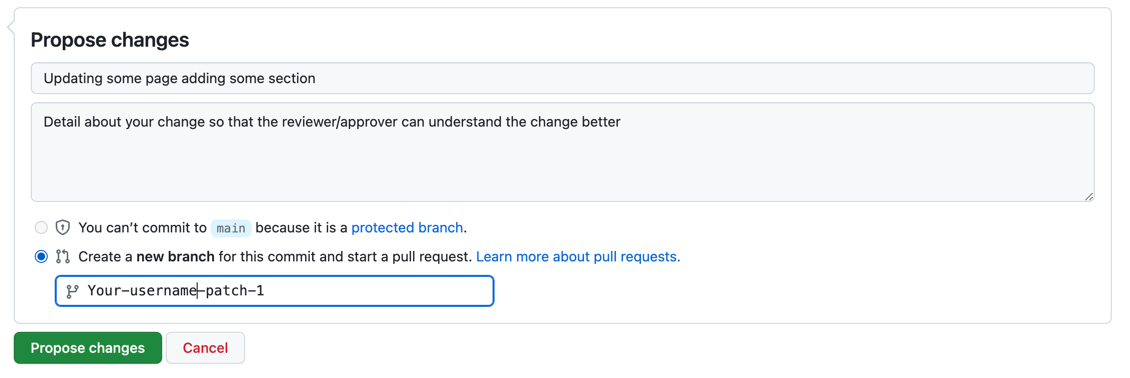 Propose changes
Updating some page adding some section
Detail about your change so that the reviewer/approver can understand the change better
You can’t commit to main because it is a protected branch.
Create a new branch for this commit and start a pull request. Learn more about pull requests.
Your-username-patch-1
Propose changes Cancel